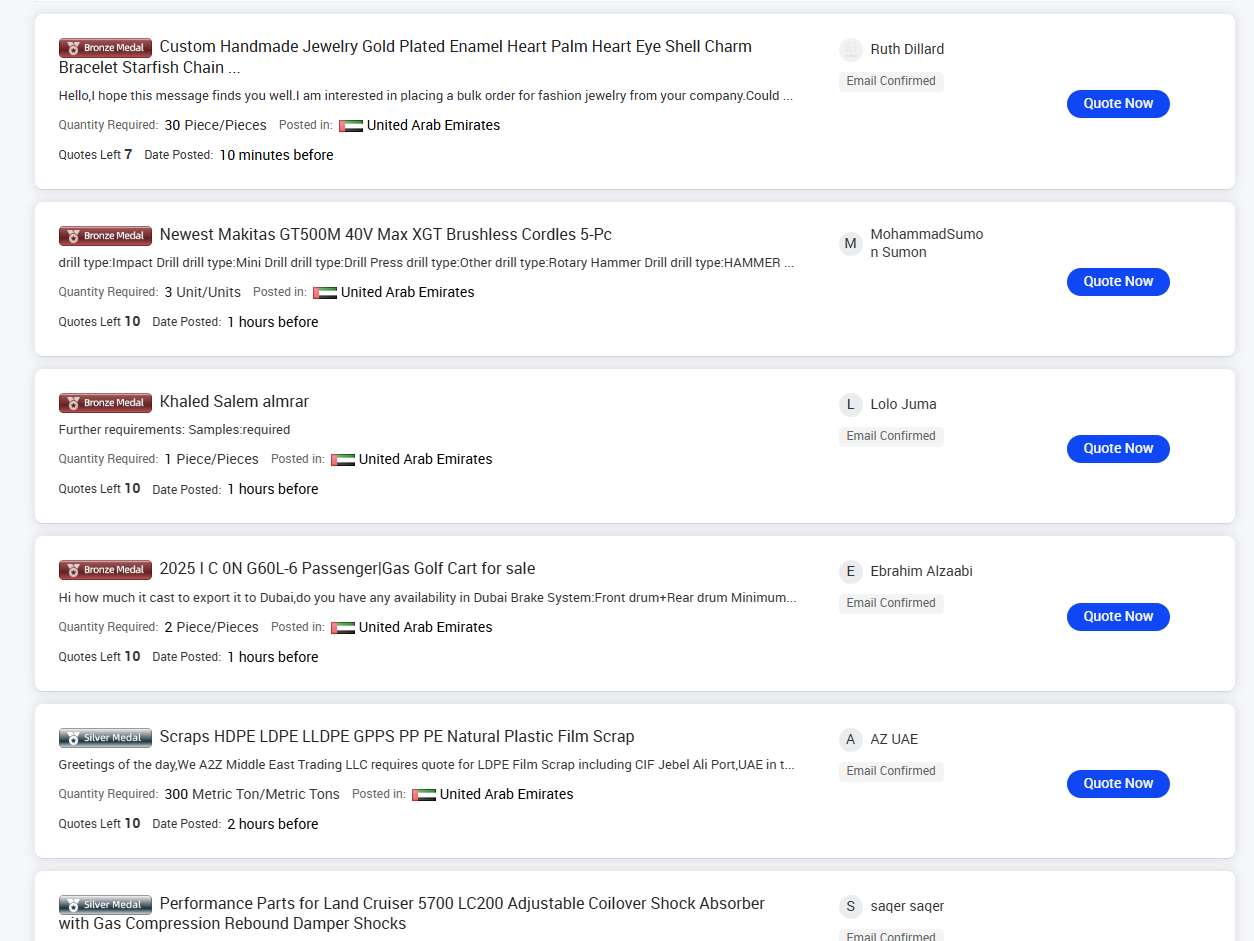 Bronze Medal Custom Handmade Jewelry Gold Plated Enamel Heart Palm Heart Eye Shell Charm
Bracelet Starfish Chain ...
Hello,I hope this message finds you well.I am interested in placing a bulk order for fashion jewelry from your company.Could ...
Quantity Required: 30 Piece/Pieces Posted in: United Arab Emirates
Quotes Left 7 Date Posted: 10 minutes before
Ruth Dillard
Email Confirmed
Quote Now
Bronze Medal Newest Makitas GT500M 40V Max XGT Brushless Cordles 5-Pc
drill type:Impact Drill drill type:Mini Drill drill type:Drill Press drill type:Other drill type:Rotary Hammer Drill drill type:HAMMER ...
Quantity Required: 3 Unit/Units Posted in: United Arab Emirates
Quotes Left 10 Date Posted: 1 hours before
M MohammadSumo
n Sumon
Quote Now
Bronze Medal Khaled Salem almrar
Further requirements: Samples:required
Quantity Required: 1 Piece/Pieces Posted in: United Arab Emirates
Quotes Left 10 Date Posted: 1 hours before
L Lolo Juma
Email Confirmed
Quote Now
Bronze Medal 2025 I C 0N G60L-6 Passenger|Gas Golf Cart for sale
Hi how much it cast to export it to Dubai,do you have any availability in Dubai Brake System:Front drum+Rear drum Minimum...
Quantity Required: 2 Piece/Pieces Posted in: United Arab Emirates
Quotes Left 10 Date Posted: 1 hours before
E Ebrahim Alzaabi
Email Confirmed
Quote Now
Silver Medal Scraps HDPE LDPE LLDPE GPPS PP PE Natural Plastic Film Scrap
Greetings of the day,We A2Z Middle East Trading LLC requires quote for LDPE Film Scrap including CIF Jebel Ali Port,UAE in t...
Quantity Required: 300 Metric Ton/Metric Tons Posted in: United Arab Emirates
Quotes Left 10 Date Posted: 2 hours before
A AZ UAE
Email Confirmed
Quote Now
Silver Medal Performance Parts for Land Cruiser 5700 LC200 Adjustable Coilover Shock Absorber
with Gas Compression Rebound Damper Shocks
S saqer saqer
Email Confirmed